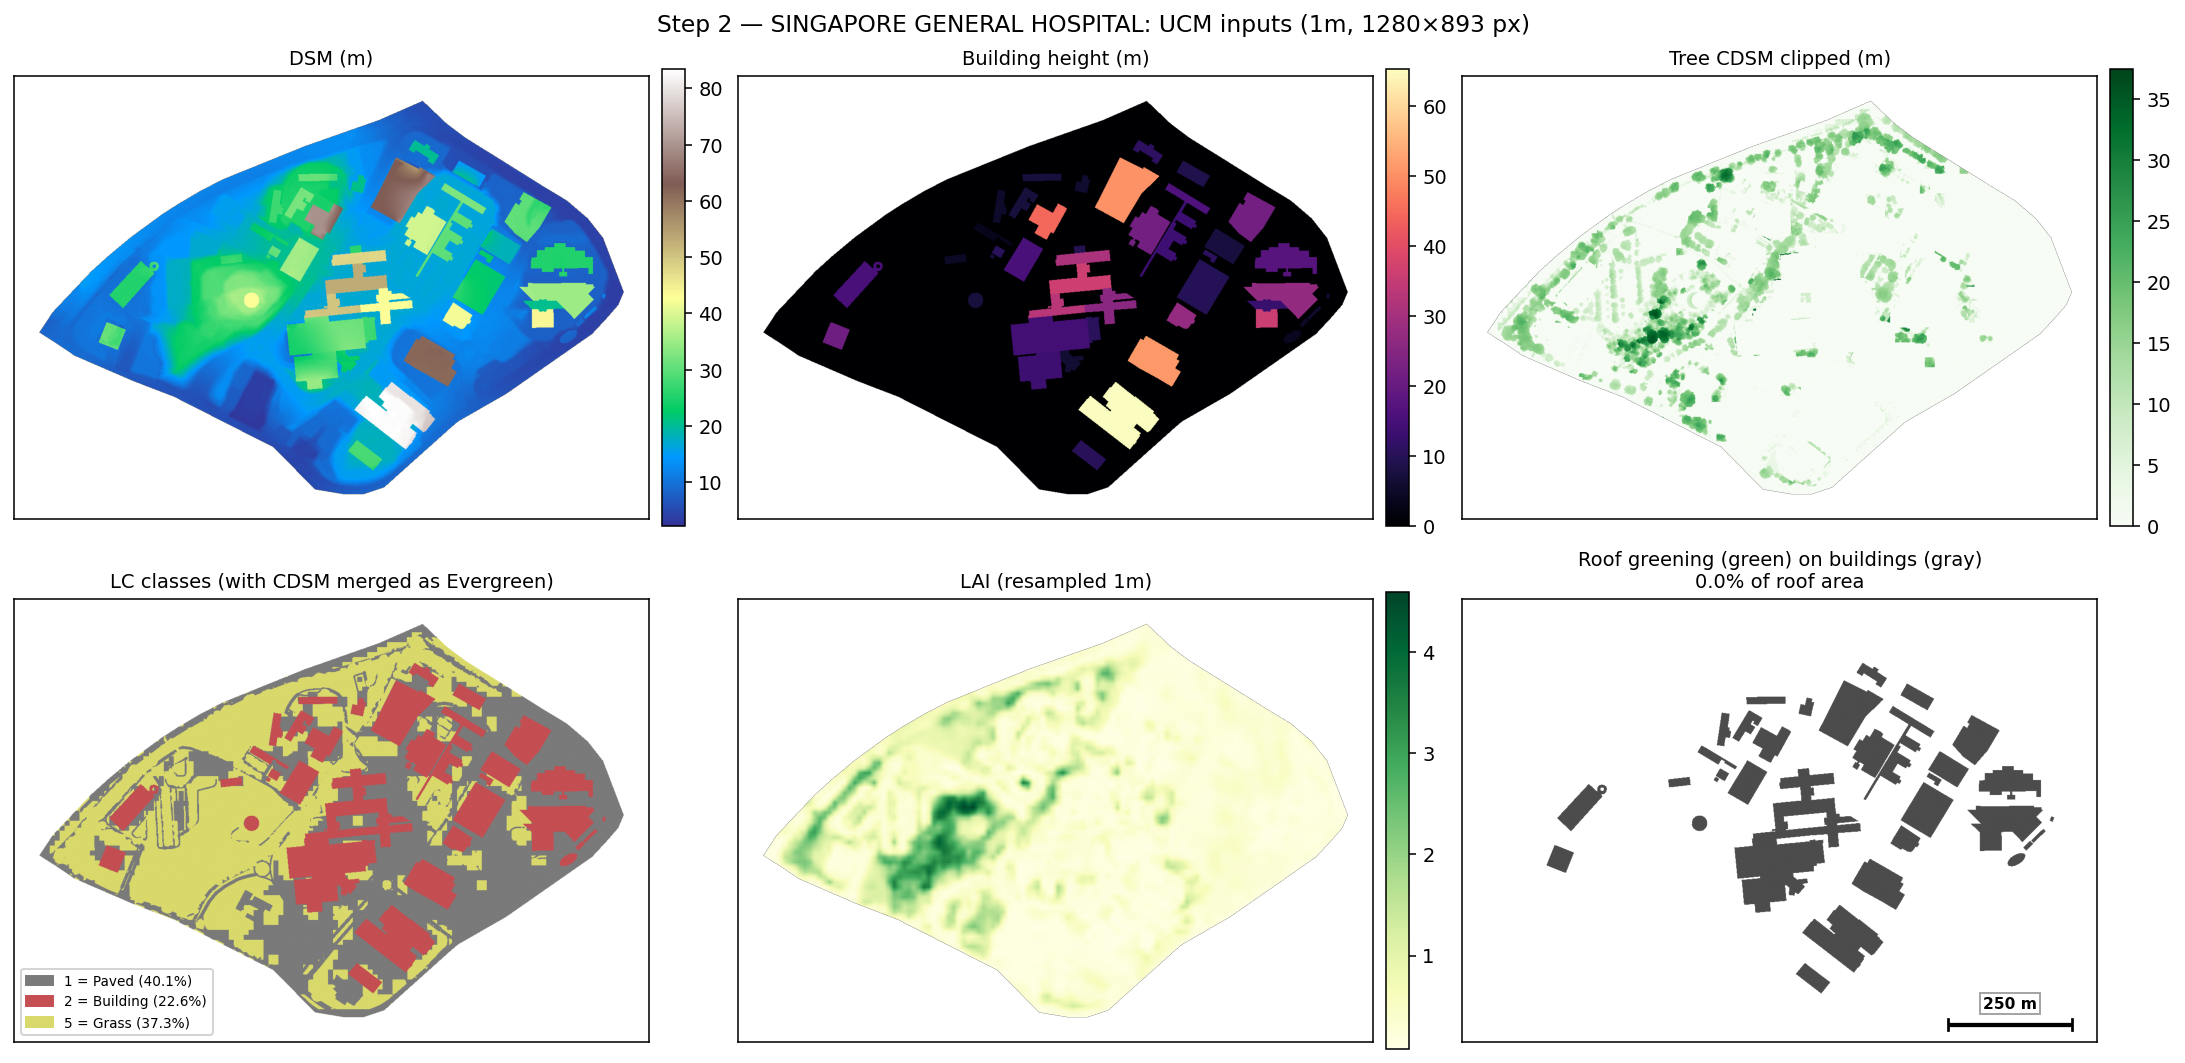 Step 2 — SINGAPORE GENERAL HOSPITAL: UCM inputs (1m, 1280×893 px)
DSM (m)
80
70
60
50
40
30
20
10
Building height (m)
60
50
40
30
20
10
0
Tree CDSM clipped (m)
35
30
25
20
15
10
5
0
LC classes (with CDSM merged as Evergreen)
1 = Paved (40.1%)
2 = Building (22.6%)
5 = Grass (37.3%)
LAI (resampled 1m)
4
3
2
1
Roof greening (green) on buildings (gray)
0.0% of roof area
250 m